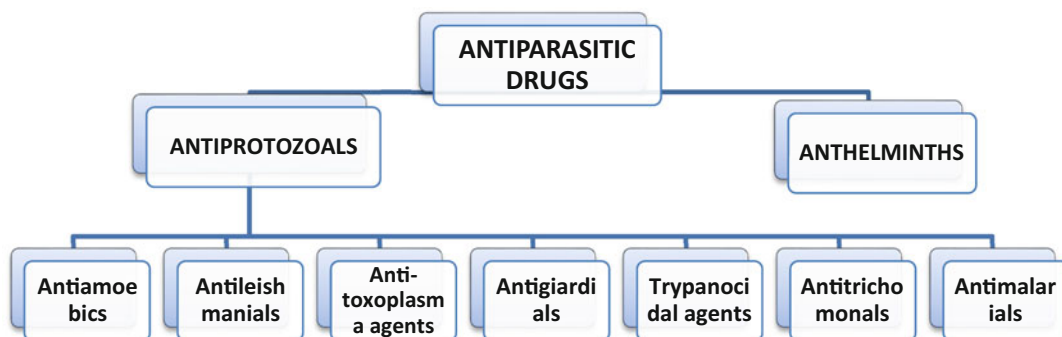 ANTIPARASITIC
DRUGS
ANTIPROTOZOALS
ANTHELMINTHS
Antiamoe
bics
Antileish
manials
Anti-
toxoplasm
a agents
Antigiardi
als
Trypanoci
dal agents
Antitricho
monals
Antimalar
ials